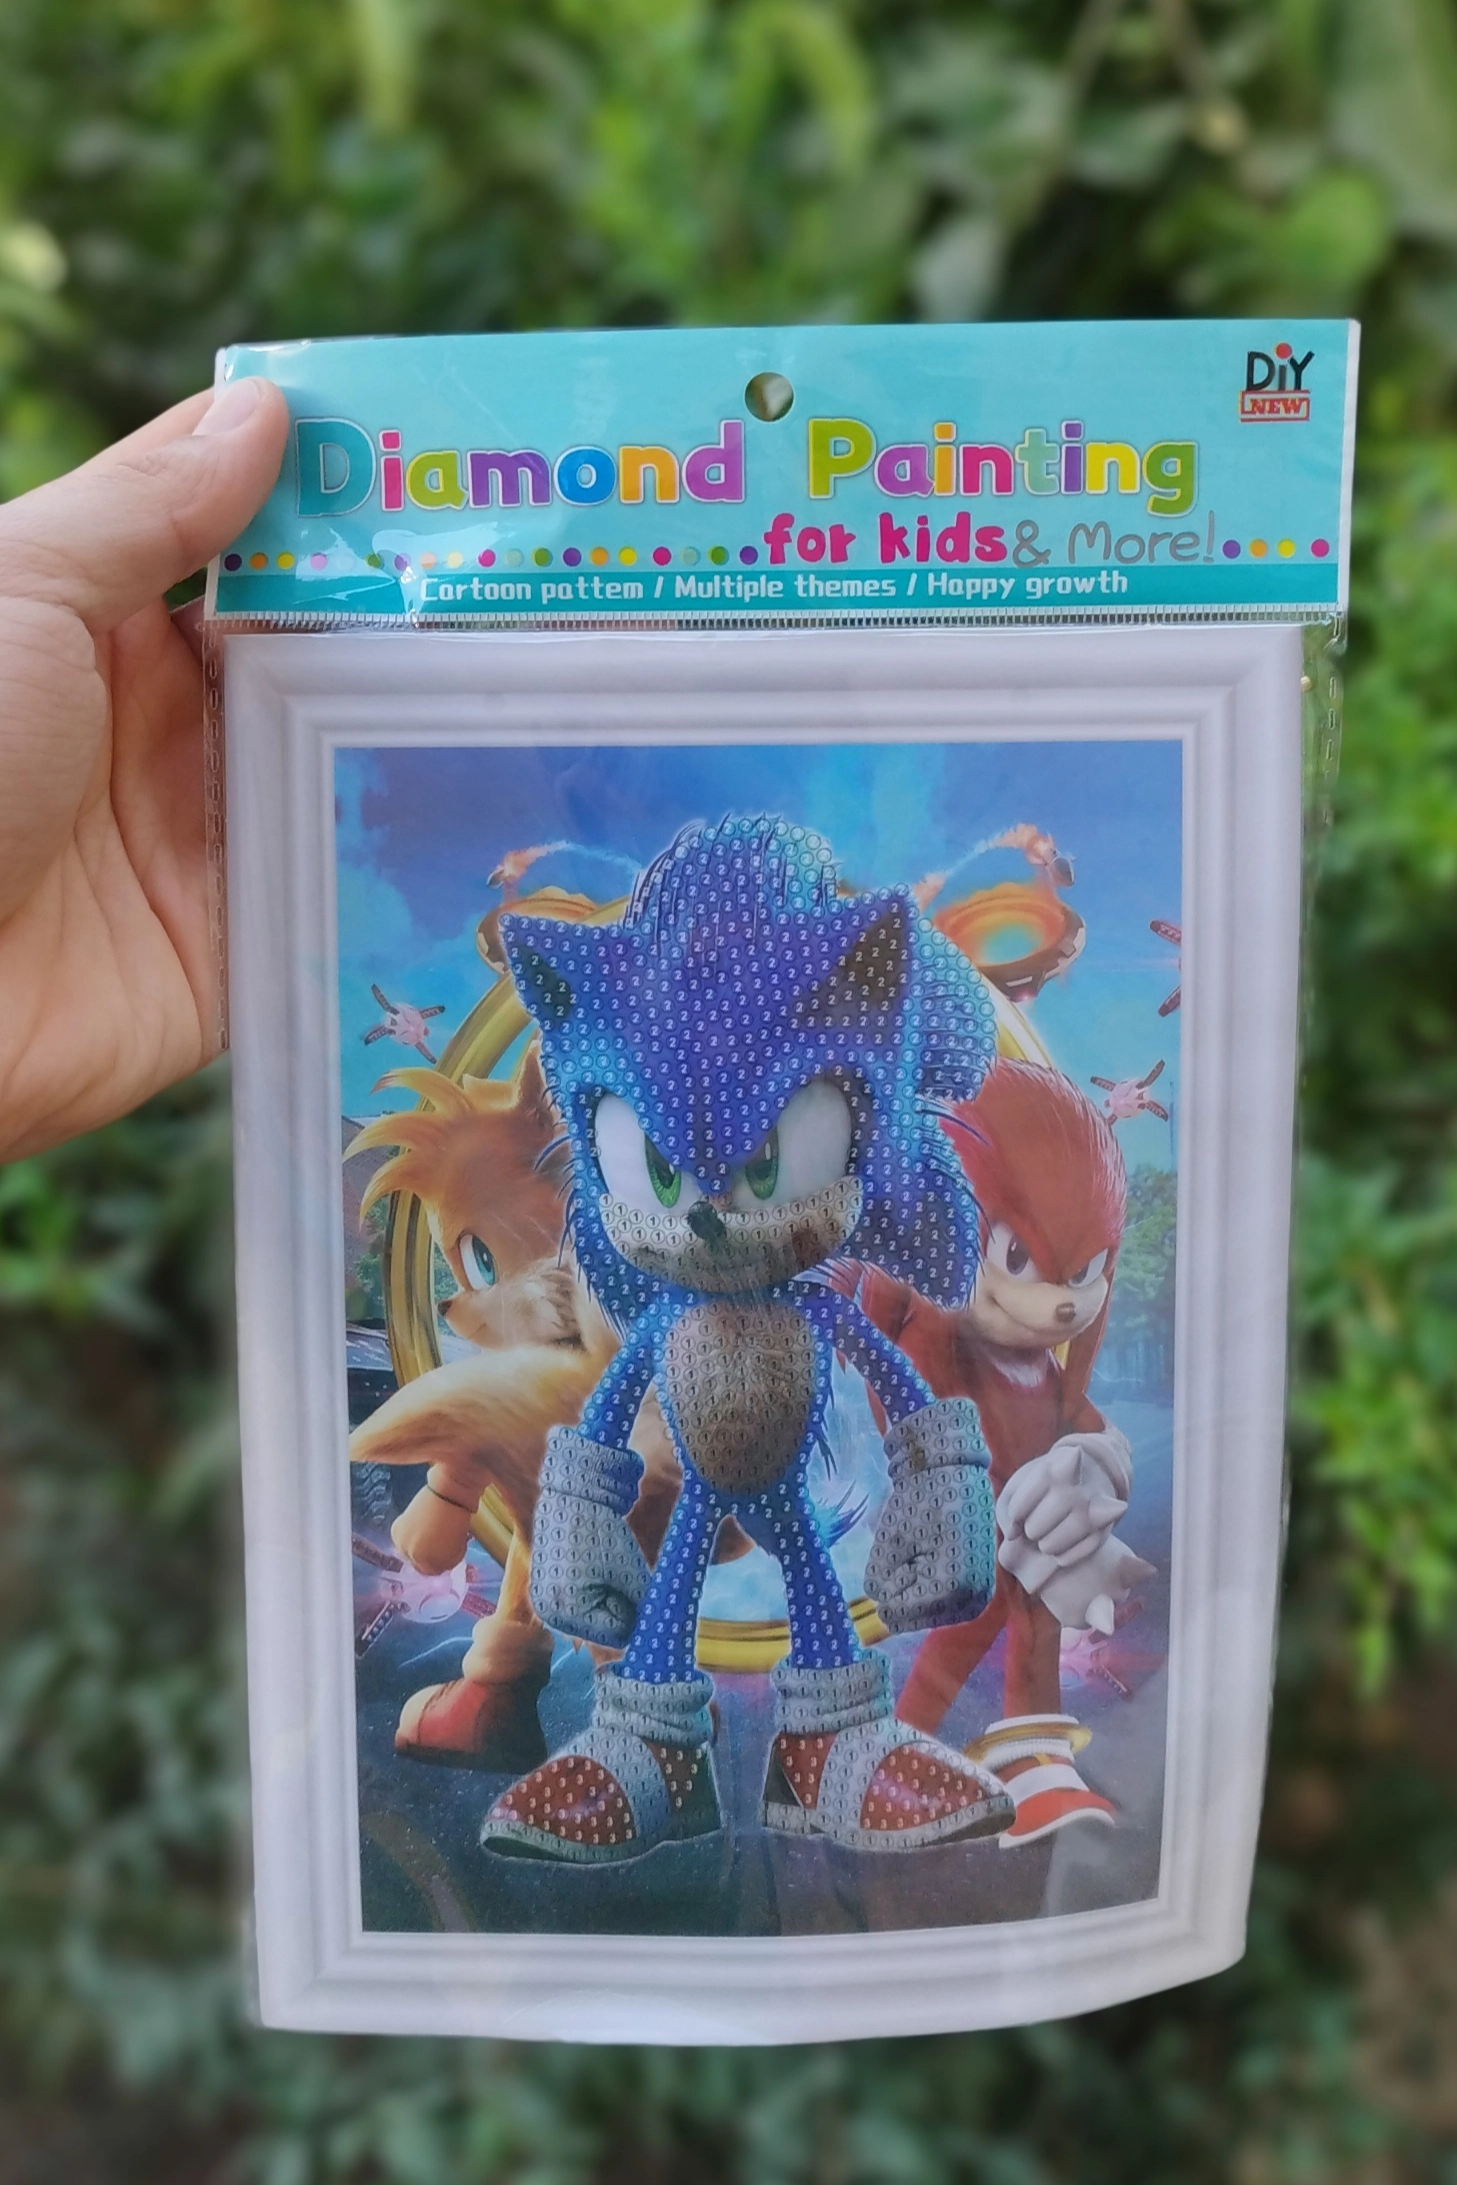 DiY
NEW
Diamond Painting
for kids & More!
Cartoon pattem / Multiple themes / Happy growth